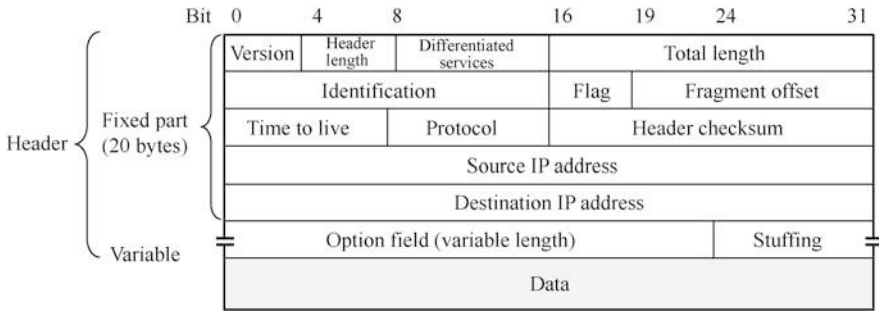 Bit 0 4 8 16 19 24 31
Version Header length Differentiated services Total length
Identification Flag Fragment offset
Time to live Protocol Header checksum
Source IP address
Destination IP address
Option field (variable length) Stuffing
Data
Header
Fixed part
(20 bytes)
Variable